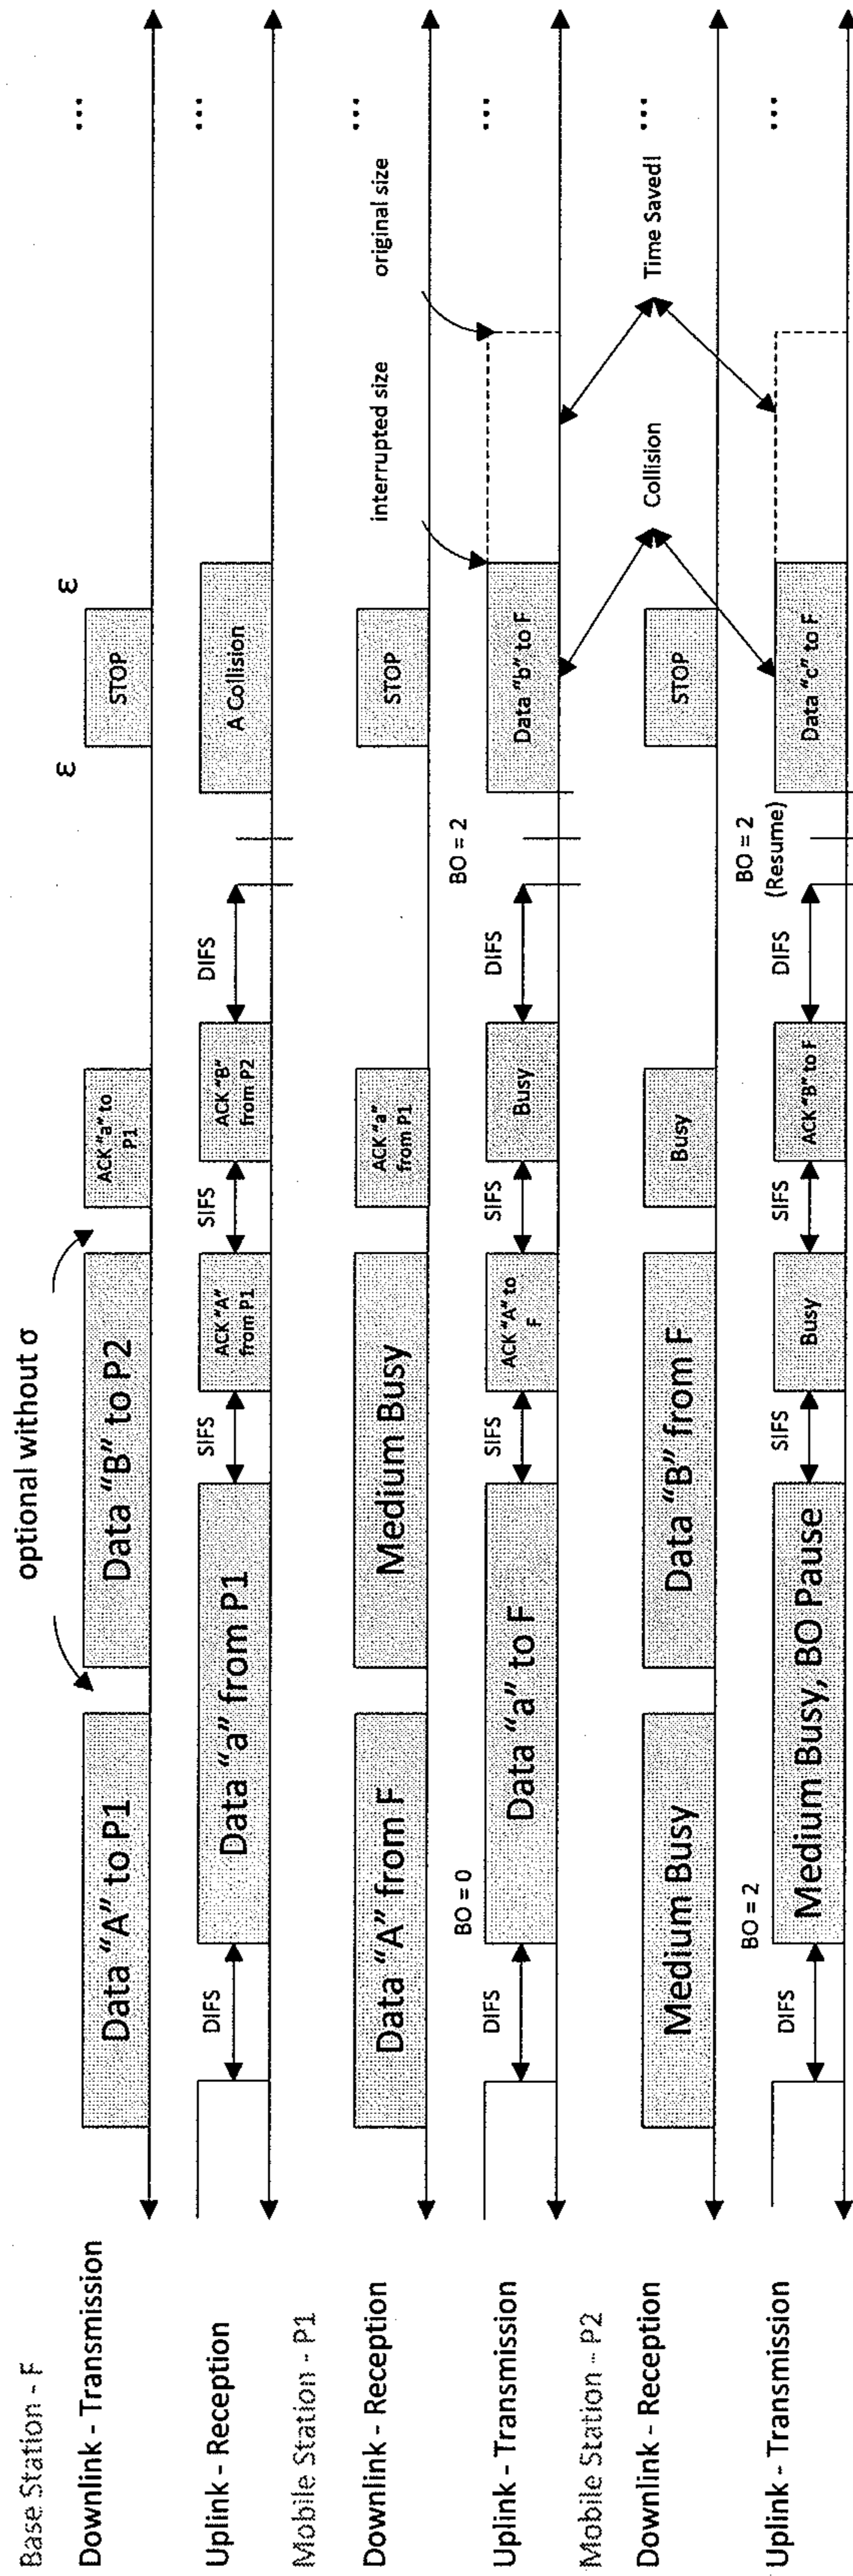 optional without σ
Base Station - F
Downlink - Transmission
Data “A” to P1
Data “B” to P2
ACK “a” to
P1
ε
STOP
ε
...
Uplink - Reception
DIFS
Data “a” from P1
SIFS
ACK “A”
from P1
SIFS
ACK “B”
from P2
DIFS
A Collision
...
Mobile Station - P1
Downlink - Reception
Data “A” from F
Medium Busy
ACK “a”
from P1
STOP
interrupted size
original size
...
Uplink - Transmission
DIFS
BO = 0
Data “a” to F
SIFS
ACK “A” to
F
SIFS
Busy
DIFS
BO = 2
Data “b” to F
...
Mobile Station - P2
Collision
Time Saved!
Downlink - Reception
Medium Busy
Data “B” from F
Busy
STOP
...
Uplink - Transmission
DIFS
BO = 2
Medium Busy, BO Pause
SIFS
Busy
SIFS
ACK “B” to F
DIFS
BO = 2
(Resume)
Data “c” to F
...